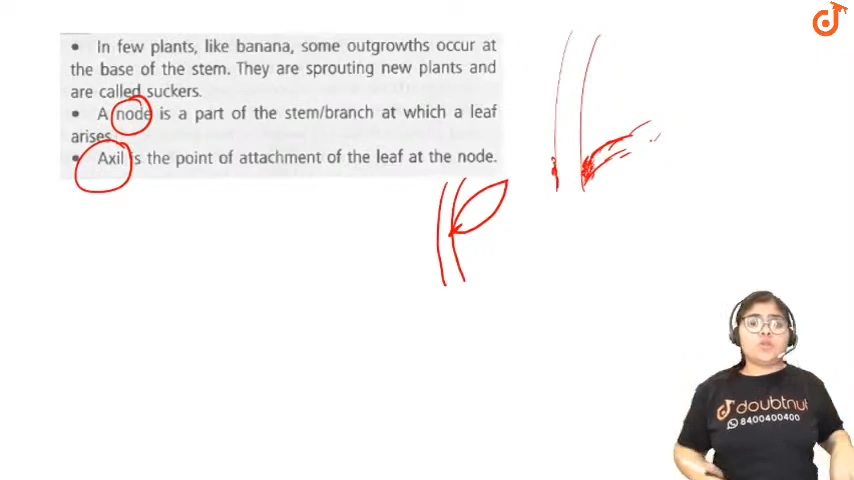 • In few plants, like banana, some outgrowths occur at
the base of the stem. They are sprouting new plants and
are called suckers.
• A node is a part of the stem/branch at which a leaf
arises.
• Axil is the point of attachment of the leaf at the node.
doubtnut
8400400400